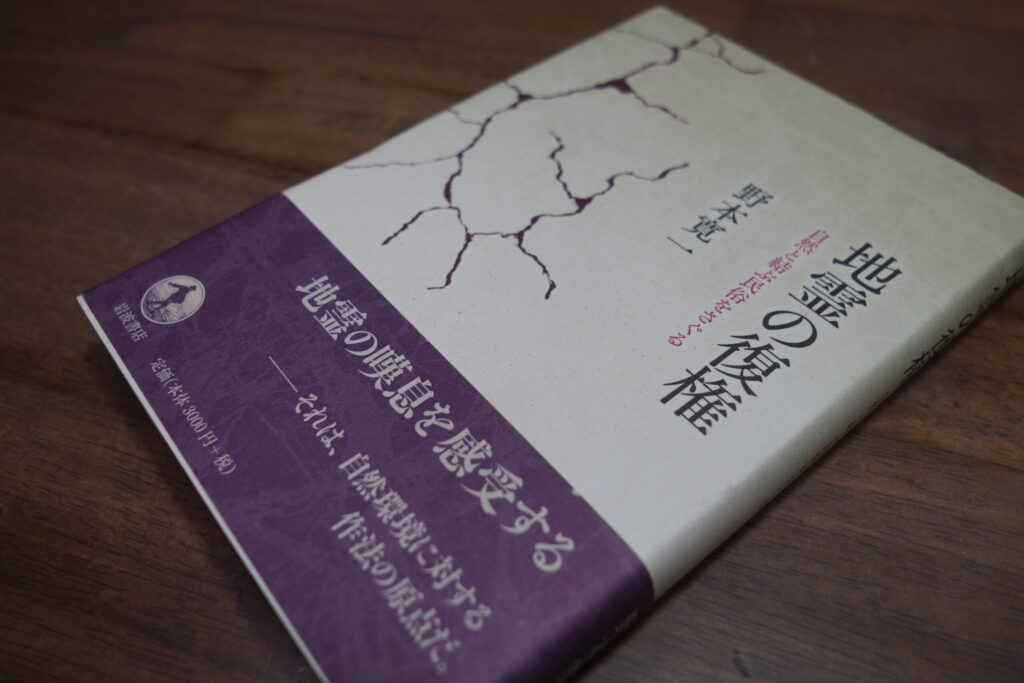 地霊の復権
自然と結ぶ民俗をさぐる
野本寛一
地霊の嘆息を感受する
――それは、自然環境に対する
作法の原点だ。
岩波書店
定価(本体3000円+税)